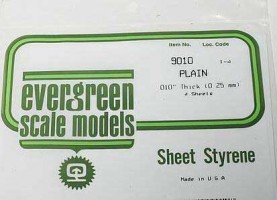 Item No. Loc. Code
9010 1-4
PLAIN
.010" Thick (0.25 mm)
4 Sheets
evergreen
scale models
Sheet Styrene
Made in U.S.A